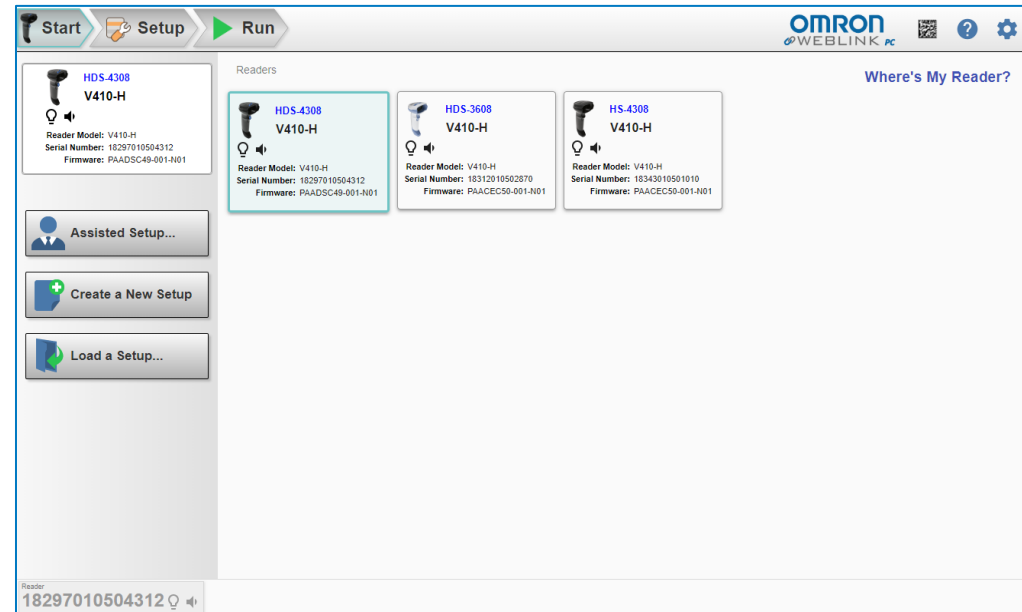 Start
Setup
Run
OMRON
WEBLINK PC
?
HDS-4308
V410-H
Reader Model: V410-H
Serial Number: 18297010504312
Firmware: PAADSC49-001-N01
Assisted Setup...
Create a New Setup
Load a Setup...
Readers
Where's My Reader?
HDS-4308
V410-H
Reader Model: V410-H
Serial Number: 18297010504312
Firmware: PAADSC49-001-N01
HDS-3608
V410-H
Reader Model: V410-H
Serial Number: 18312010502870
Firmware: PAACEC50-001-N01
HS-4308
V410-H
Reader Model: V410-H
Serial Number: 18343010501010
Firmware: PAACEC50-001-N01
Reader
18297010504312